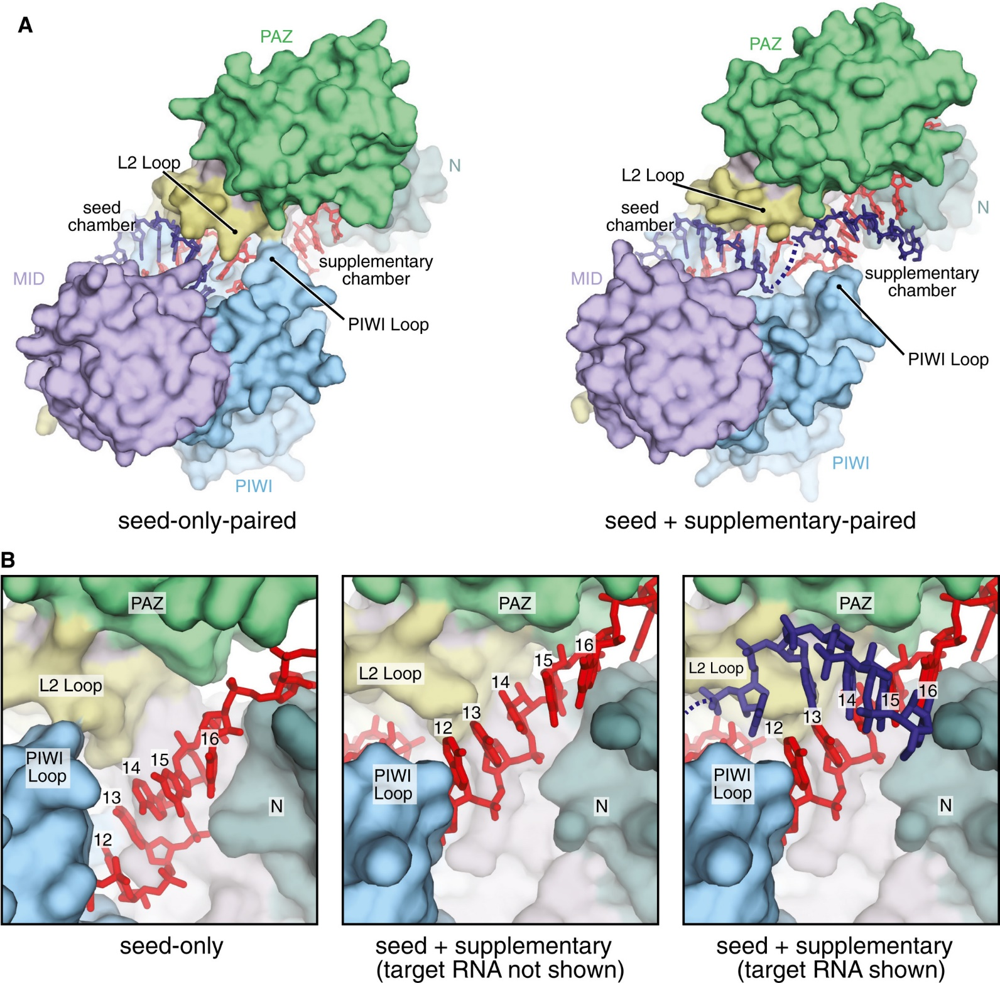 A
PAZ
L2 Loop
N
seed
chamber
MID
supplementary
chamber
PIWI Loop
PIWI
seed-only-paired
PAZ
L2 Loop
seed
chamber
N
MID
supplementary
chamber
PIWI Loop
PIWI
seed + supplementary-paired
B
PAZ
L2 Loop
16
15
14
PIWI
Loop
13
N
12
seed-only
PAZ
16
15
L2 Loop
14
13
12
PIWI
Loop
N
seed + supplementary
(target RNA not shown)
PAZ
L2 Loop
16
15
14
13
12
PIWI
Loop
N
seed + supplementary
(target RNA shown)